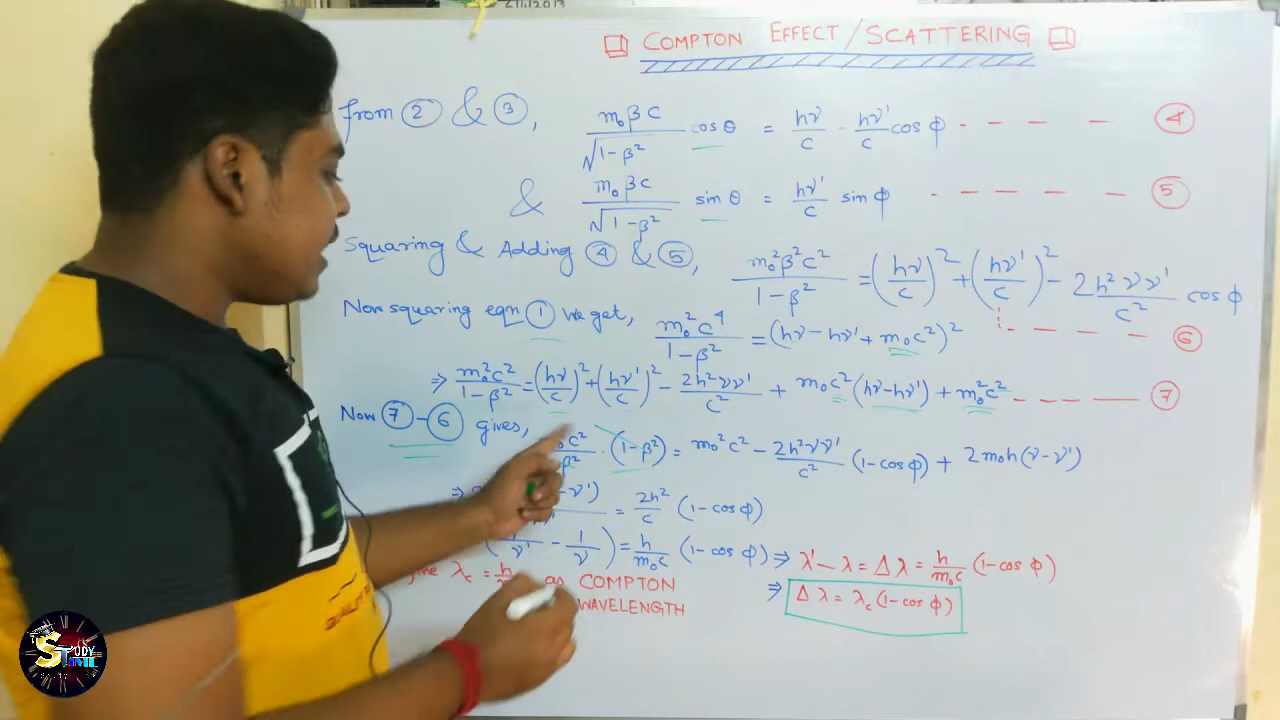 COMPTON EFFECT/SCATTERING
from ② & ③, m₀βc/√(1-β²) cos θ = hν/c - hν'/c cos φ - - - - ④
& m₀βc/√(1-β²) sin θ = hν'/c sin φ - - - - - ⑤
Squaring & Adding ④ & ⑤, m₀²β²c²/(1-β²) = (hν/c)² + (hν'/c)² - 2h²νν'/c² cos φ - - - - ⑥
Now squaring eqn ① we get, m₀²c⁴/(1-β²) = (hν - hν' + m₀c²)²
⇒ m₀²c²/(1-β²) = (hν/c)² + (hν'/c)² - 2h²νν'/c² + m₀c²(hν-hν') + m₀²c² - - - - ⑦
Now ⑦-⑥ gives, c²/β² · (1-β²) = m₀²c² - 2h²νν'/c² (1-cos φ) + 2m₀h(ν-ν')
⇒ - ν') = 2h²/c (1-cos φ)
(1/ν' - 1/ν) = h/m₀c (1-cos φ) ⇒ λ'-λ = Δλ = h/m₀c (1-cos φ)
λc = h/ as COMPTON WAVELENGTH
⇒ Δλ = λc (1-cos φ)
STUDY TIME